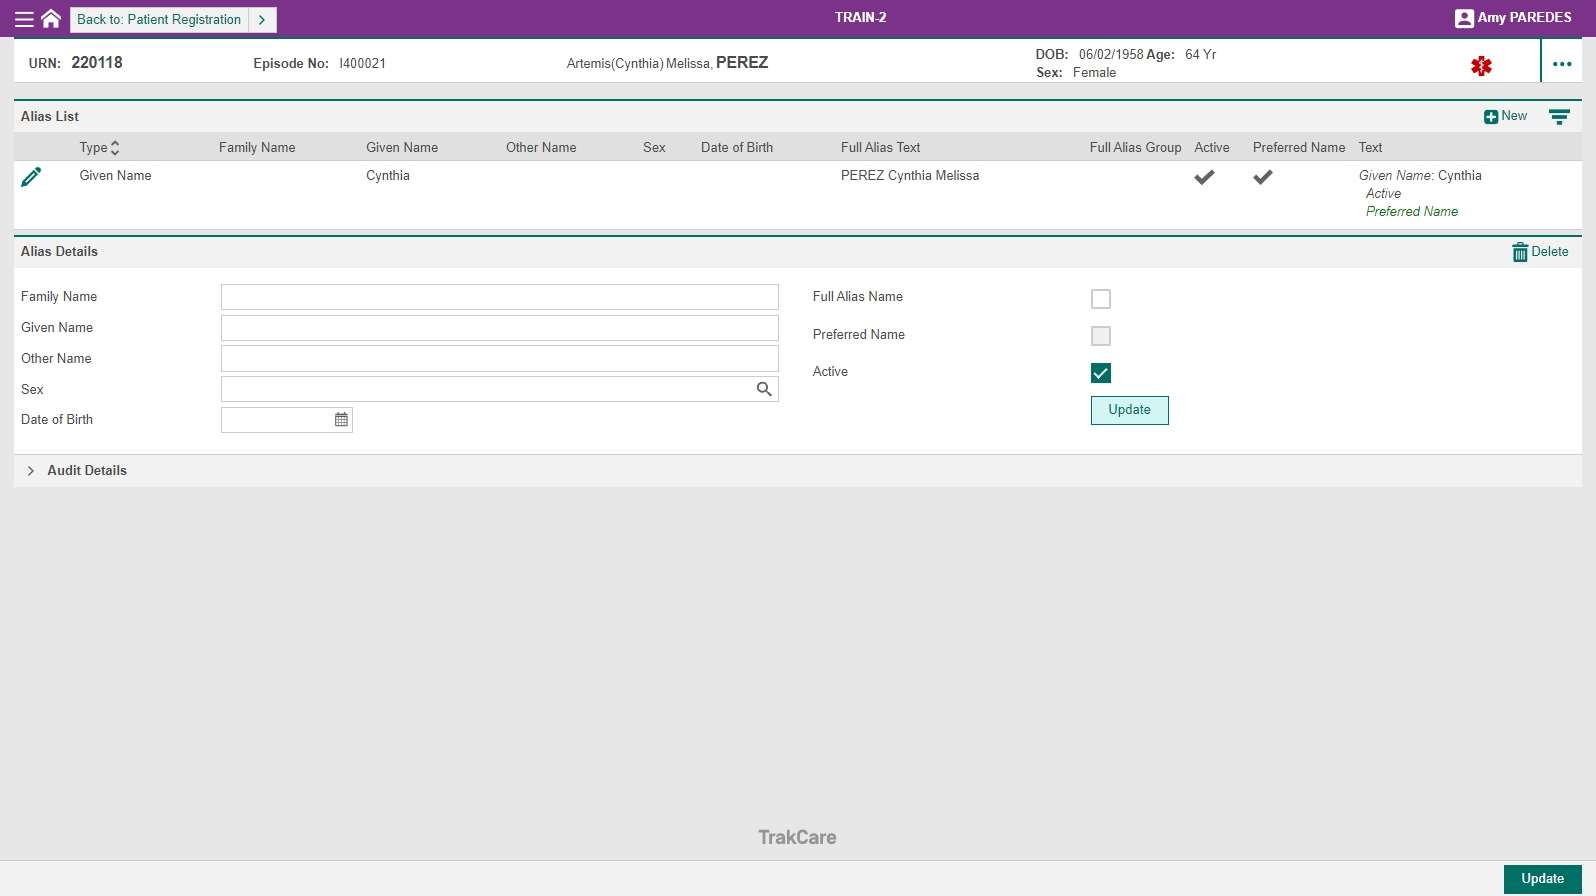 Back to: Patient Registration
TRAIN-2
Amy PAREDES
URN: 220118 Episode No: I400021 Artemis(Cynthia) Melissa, PEREZ DOB: 06/02/1958 Age: 64 Yr
Sex: Female
Alias List
New
Type Family Name Given Name Other Name Sex Date of Birth Full Alias Text Full Alias Group Active Preferred Name Text
Given Name Cynthia PEREZ Cynthia Melissa Given Name: Cynthia
Active
Preferred Name
Alias Details
Delete
Family Name
Given Name
Other Name
Sex
Date of Birth
Full Alias Name
Preferred Name
Active
Update
Audit Details
TrakCare
Update